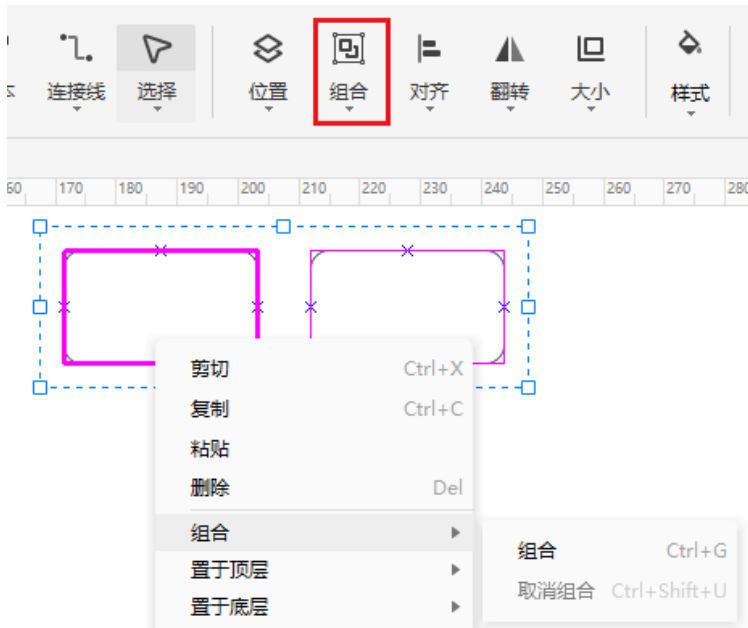 连接线 选择 位置 组合 对齐 翻转 大小 样式
60 170 180 190 200 210 220 230 240 250 260 270 280
剪切 Ctrl+X
复制 Ctrl+C
粘贴
删除 Del
组合
组合 Ctrl+G
置于顶层
取消组合 Ctrl+Shift+U
置于底层